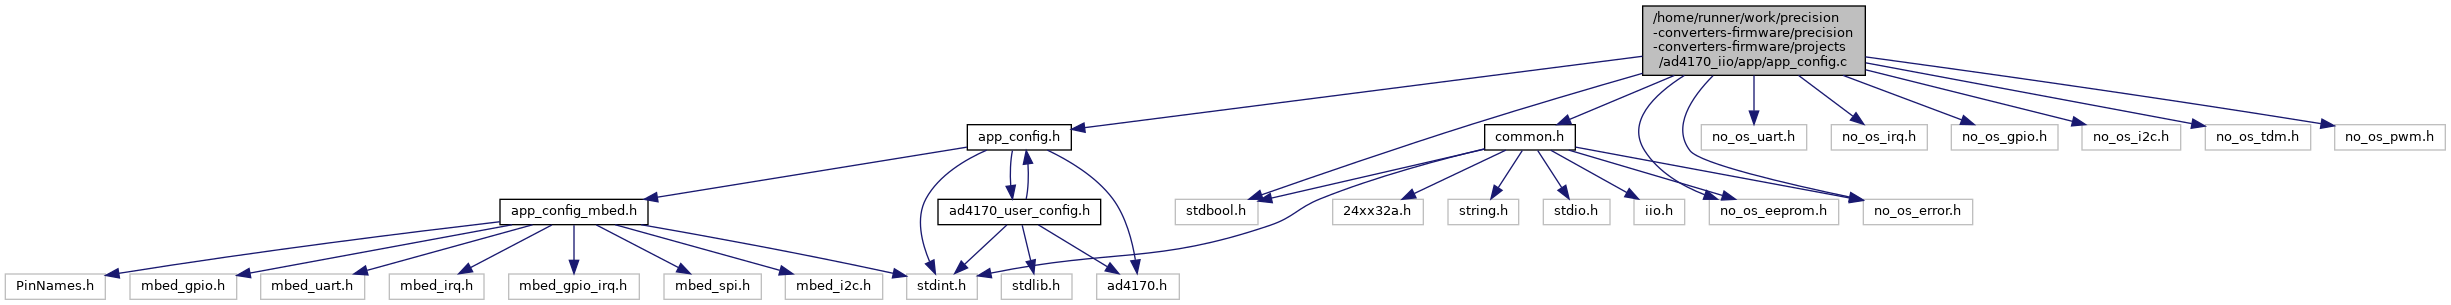 /home/runner/work/precision
-converters-firmware/precision
-converters-firmware/projects
/ad4170_iio/app/app_config.c
app_config.h
common.h
no_os_uart.h
no_os_irq.h
no_os_gpio.h
no_os_i2c.h
no_os_tdm.h
no_os_pwm.h
app_config_mbed.h
ad4170_user_config.h
stdbool.h
24xx32a.h
string.h
stdio.h
iio.h
no_os_eeprom.h
no_os_error.h
PinNames.h
mbed_gpio.h
mbed_uart.h
mbed_irq.h
mbed_gpio_irq.h
mbed_spi.h
mbed_i2c.h
stdint.h
stdlib.h
ad4170.h